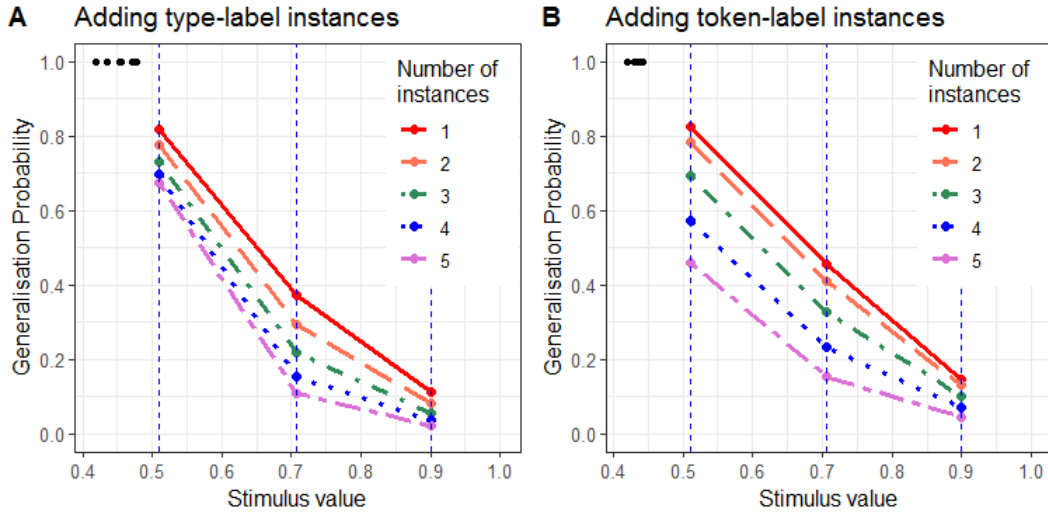 A Adding type-label instances
Generalisation Probability
1.0
0.8
0.6
0.4
0.2
0.0
Number of
instances
1
2
3
4
5
0.4 0.5 0.6 0.7 0.8 0.9 1.0
Stimulus value
B Adding token-label instances
Generalisation Probability
1.0
0.8
0.6
0.4
0.2
0.0
Number of
instances
1
2
3
4
5
0.4 0.5 0.6 0.7 0.8 0.9 1.0
Stimulus value